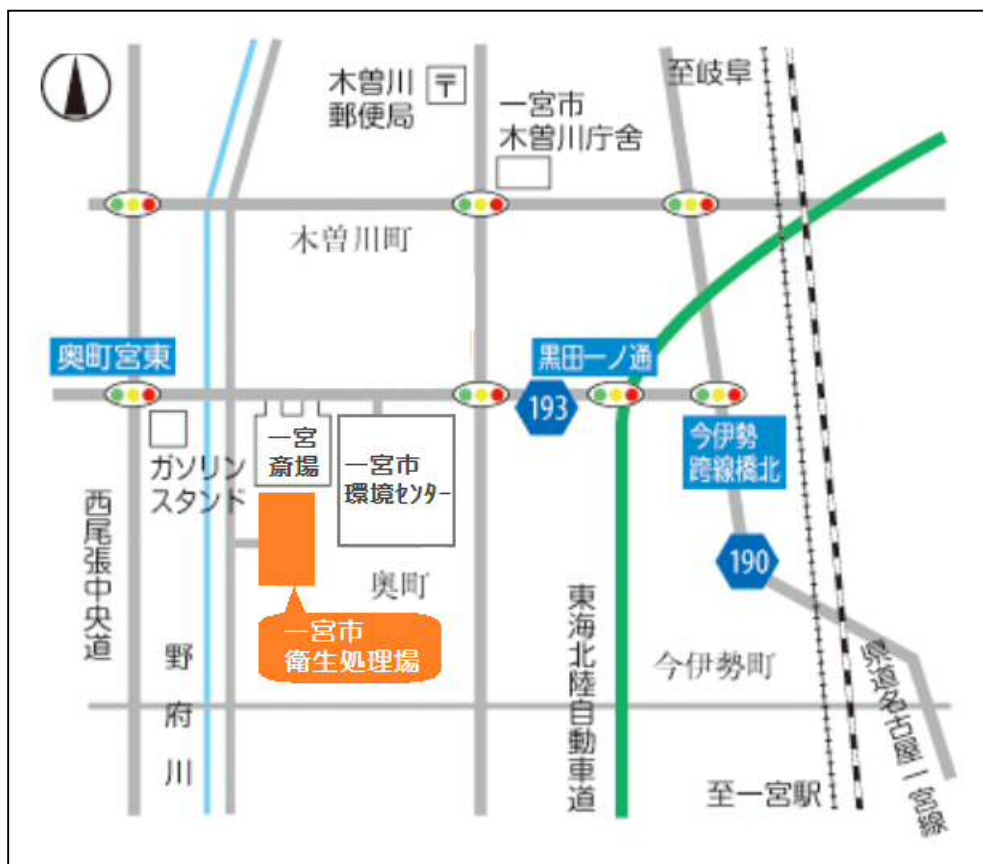 木曽川
郵便局
〒
一宮市
木曽川庁舎
至岐阜
木曽川町
奥町宮東
黒田一ノ通
193
今伊勢
跨線橋北
ガソリン
スタンド
一宮
斎場
一宮市
環境センター
190
西尾張中央道
野府川
奥町
一宮市
衛生処理場
東海北陸自動車道
今伊勢町
県道名古屋一宮線
至一宮駅